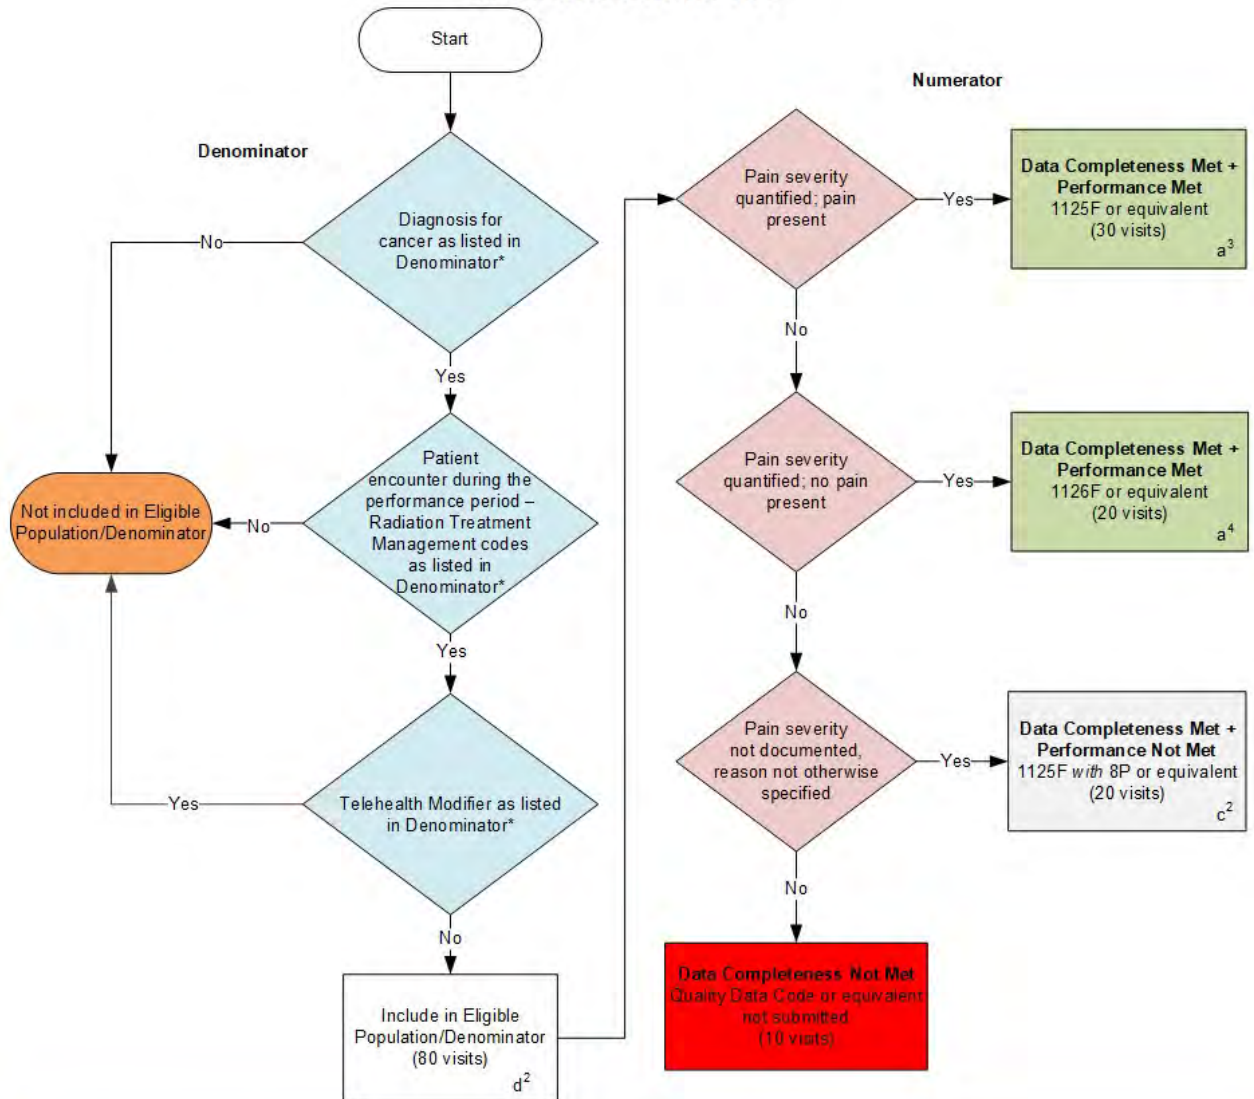 Start
Denominator
Diagnosis for
cancer as listed in
Denominator*
No
Yes
Patient
encounter during the
performance period –
Radiation Treatment
Management codes
as listed in
Denominator*
No
Not included in Eligible
Population/Denominator
Yes
Telehealth Modifier as listed
in Denominator*
Yes
No
Include in Eligible
Population/Denominator
(80 visits)
d²
Numerator
Pain severity
quantified; pain
present
Yes
Data Completeness Met +
Performance Met
1125F or equivalent
(30 visits)
a³
No
Pain severity
quantified; no pain
present
Yes
Data Completeness Met +
Performance Met
1126F or equivalent
(20 visits)
a⁴
No
Pain severity
not documented,
reason not otherwise
specified
Yes
Data Completeness Met +
Performance Not Met
1125F with 8P or equivalent
(20 visits)
c²
No
Data Completeness Not Met
Quality Data Code or equivalent
not submitted
(10 visits)